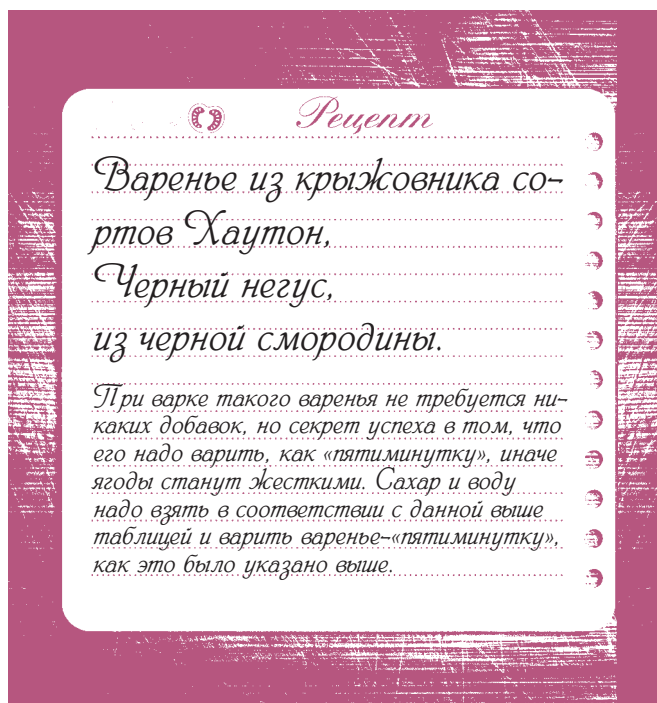 Рецепт
Варенье из крыжовника со-
ртов Хаутон,
Черный негус,
из черной смородины.
При варке такого варенья не требуется ни-
каких добавок, но секрет успеха в том, что
его надо варить, как «пятиминутку», иначе
ягоды станут жесткими. Сахар и воду
надо взять в соответствии с данной выше
таблицей и варить варенье-«пятиминутку»,
как это было указано выше.